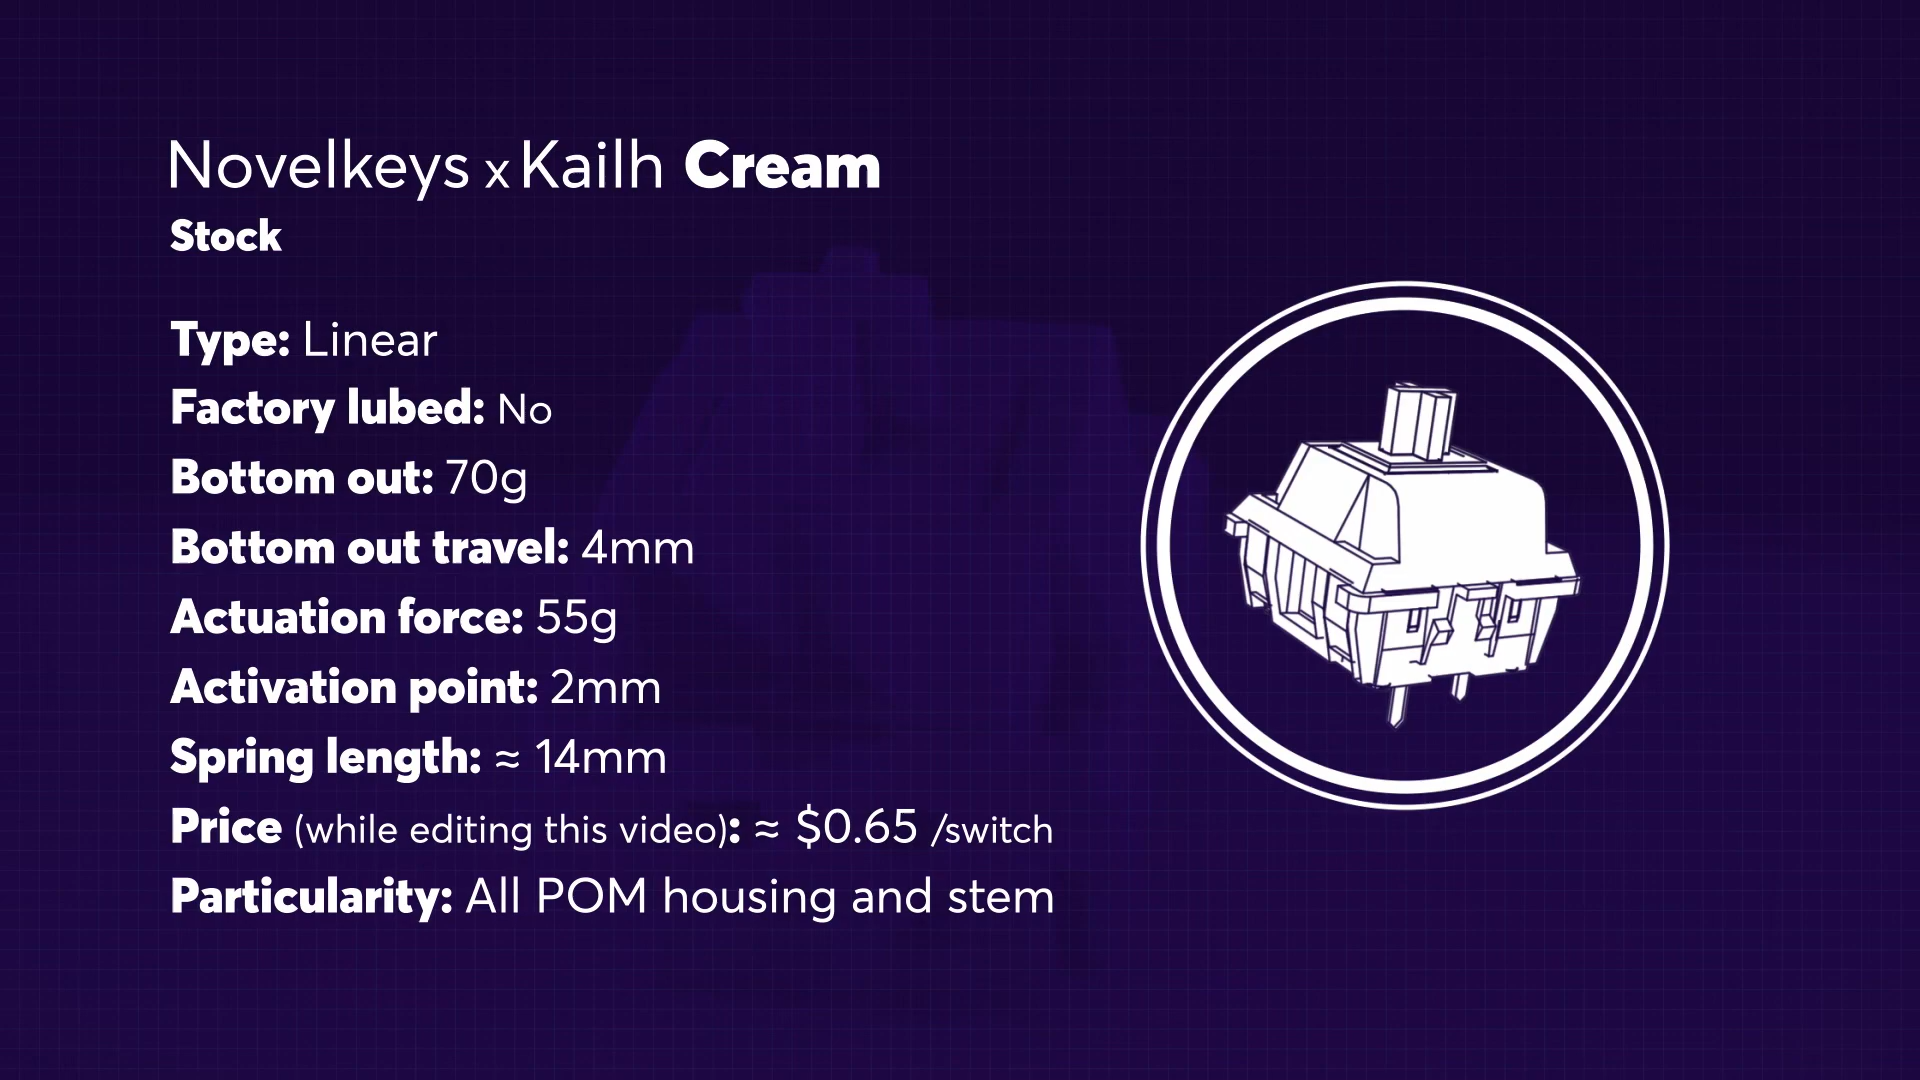 Novelkeys x Kailh Cream
Stock
Type: Linear
Factory lubed: No
Bottom out: 70g
Bottom out travel: 4mm
Actuation force: 55g
Activation point: 2mm
Spring length: ≈ 14mm
Price (while editing this video): ≈ $0.65 /switch
Particularity: All POM housing and stem